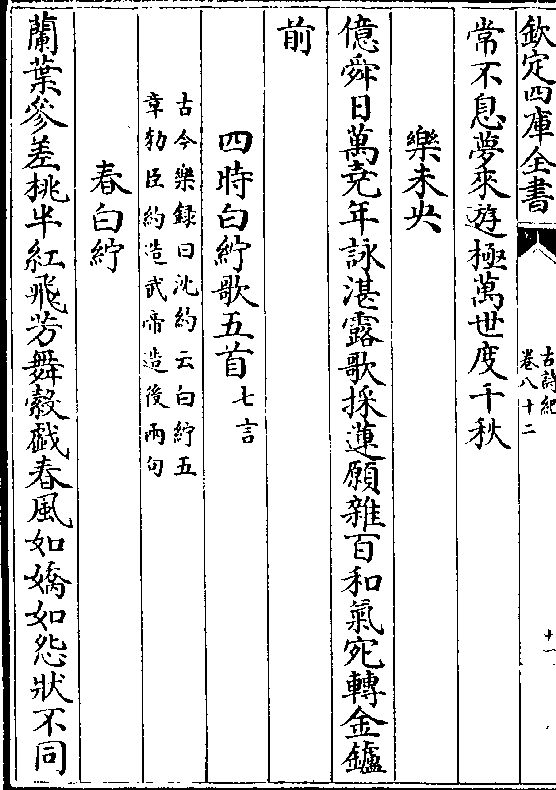 欽定四庫全書
古詩紀
卷八十二
十一
常不息夢來遊極萬世度千秋
樂未央
億舜日萬堯年詠湛露歌採蓮願雜百和氣宛轉金鑪
前
四時白紵歌五首七言
古今樂錄曰沈約云白紵五
章勑臣約造武帝造後兩句
春白紵
蘭葉參差桃半紅飛芳舞縠戲春風如嬌如怨狀不同